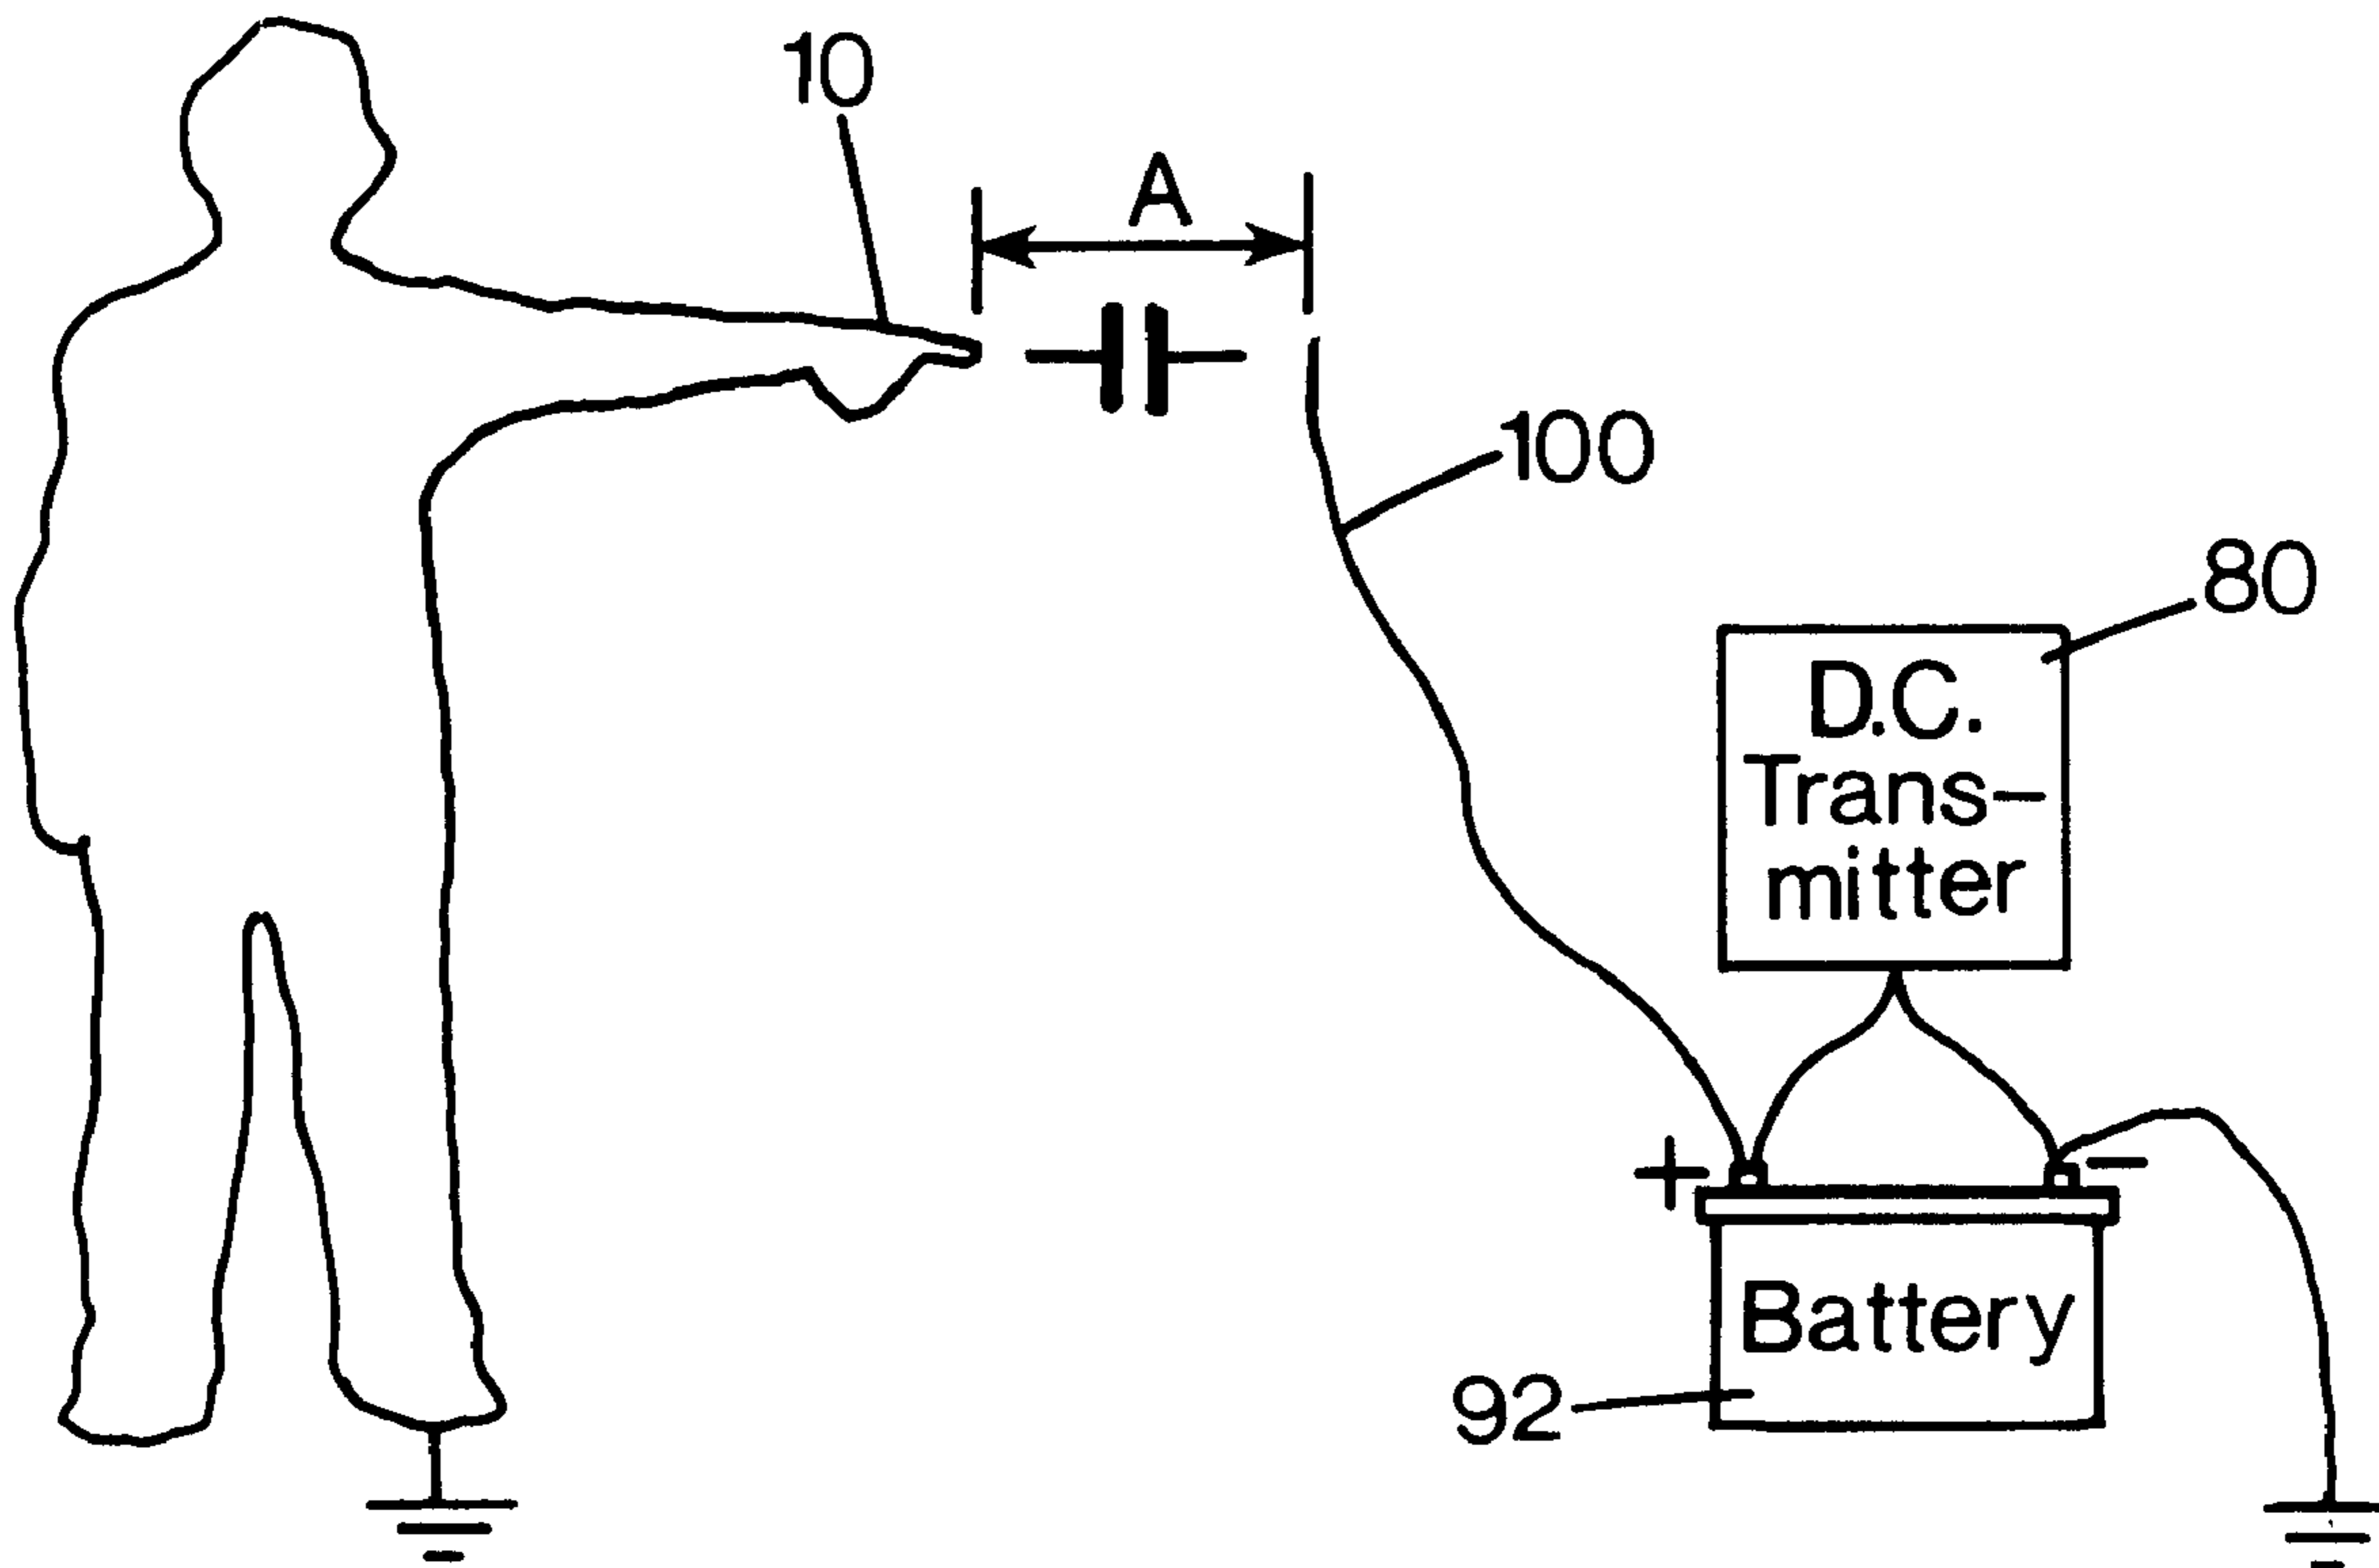 10
A
100
80
D.C.
Trans-
mitter
+
−
Battery
92